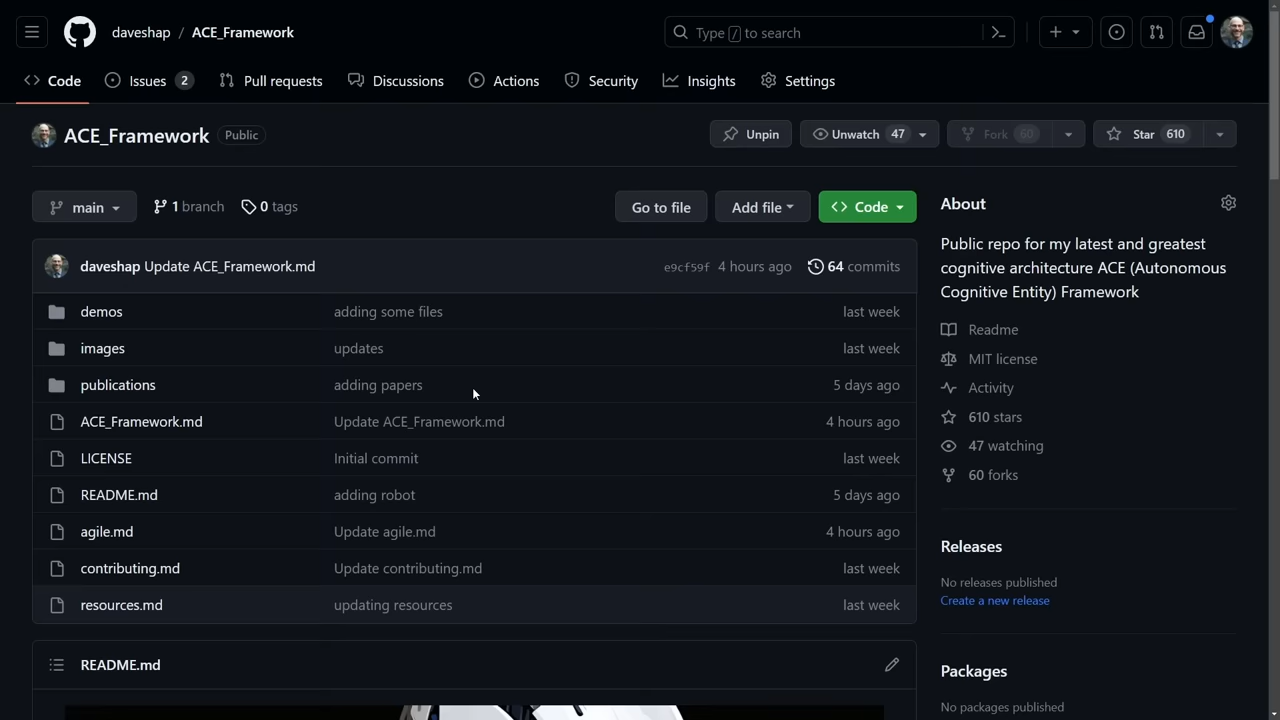 daveshap / ACE_Framework
Type / to search
Code
Issues 2
Pull requests
Discussions
Actions
Security
Insights
Settings
ACE_Framework Public
Unpin
Unwatch 47
Fork 60
Star 610
main
1 branch
0 tags
Go to file
Add file
Code
daveshap Update ACE_Framework.md e9cf59f 4 hours ago 64 commits
demos adding some files last week
images updates last week
publications adding papers 5 days ago
ACE_Framework.md Update ACE_Framework.md 4 hours ago
LICENSE Initial commit last week
README.md adding robot 5 days ago
agile.md Update agile.md 4 hours ago
contributing.md Update contributing.md last week
resources.md updating resources last week
README.md
About
Public repo for my latest and greatest
cognitive architecture ACE (Autonomous
Cognitive Entity) Framework
Readme
MIT license
Activity
610 stars
47 watching
60 forks
Releases
No releases published
Create a new release
Packages
No packages published